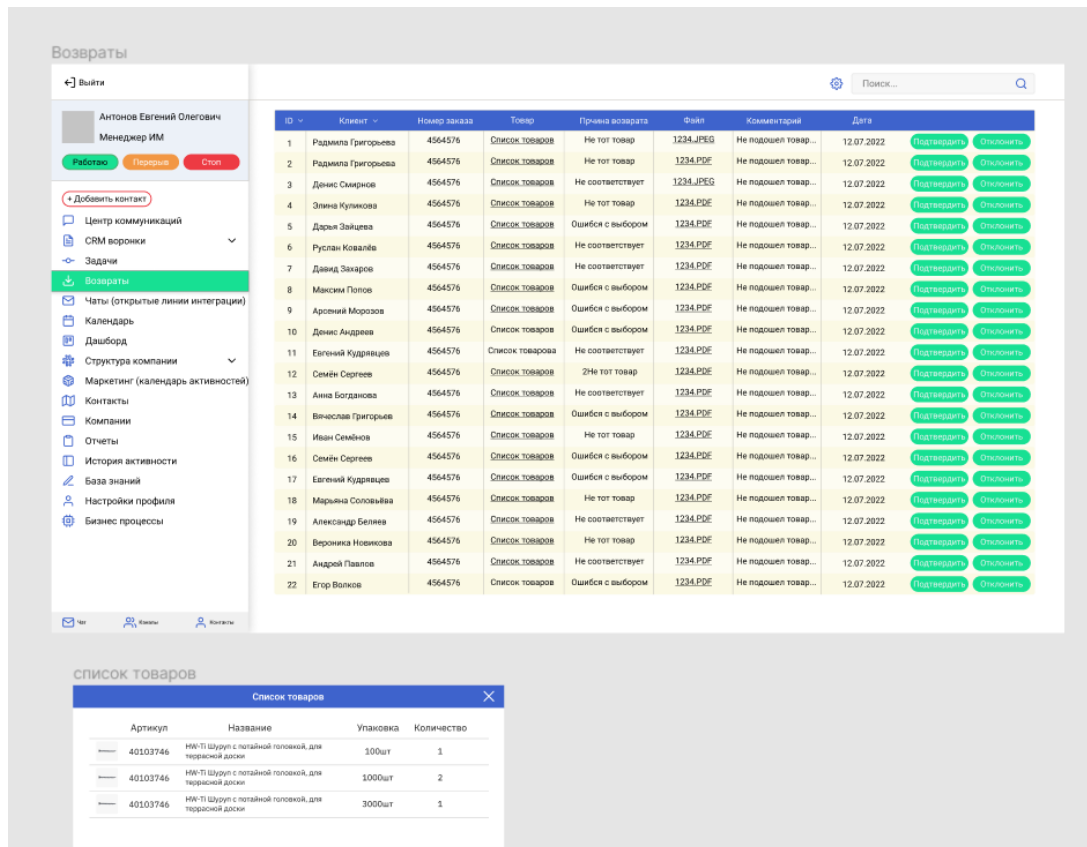 Возвраты
Выйти
Поиск...
Антонов Евгений Олегович
Менеджер ИМ
Работаю Перерыв Стоп
+ Добавить контакт
Центр коммуникаций
CRM воронки
Задачи
Возвраты
Чаты (открытые линии интеграции)
Календарь
Дашборд
Структура компании
Маркетинг (календарь активностей)
Контакты
Компании
Отчеты
История активности
База знаний
Настройки профиля
Бизнес процессы
Чат Каналы Контакты
ID Клиент Номер заказа Товар Прчина возврата Файл Комментарий Дата
1 Радмила Григорьева 4564576 Список товаров Не тот товар 1234.JPEG Не подошел товар... 12.07.2022 Подтвердить Отклонить
2 Радмила Григорьева 4564576 Список товаров Не тот товар 1234.PDF Не подошел товар... 12.07.2022 Подтвердить Отклонить
3 Денис Смирнов 4564576 Список товаров Не соответствует 1234.JPEG Не подошел товар... 12.07.2022 Подтвердить Отклонить
4 Элина Куликова 4564576 Список товаров Не тот товар 1234.PDF Не подошел товар... 12.07.2022 Подтвердить Отклонить
5 Дарья Зайцева 4564576 Список товаров Ошибся с выбором 1234.PDF Не подошел товар... 12.07.2022 Подтвердить Отклонить
6 Руслан Ковалёв 4564576 Список товаров Не соответствует 1234.PDF Не подошел товар... 12.07.2022 Подтвердить Отклонить
7 Давид Захаров 4564576 Список товаров Не соответствует 1234.PDF Не подошел товар... 12.07.2022 Подтвердить Отклонить
8 Максим Попов 4564576 Список товаров Ошибся с выбором 1234.PDF Не подошел товар... 12.07.2022 Подтвердить Отклонить
9 Арсений Морозов 4564576 Список товаров Ошибся с выбором 1234.PDF Не подошел товар... 12.07.2022 Подтвердить Отклонить
10 Денис Андреев 4564576 Список товаров Ошибся с выбором 1234.PDF Не подошел товар... 12.07.2022 Подтвердить Отклонить
11 Евгений Кудрявцев 4564576 Список товарова Не соответствует 1234.PDF Не подошел товар... 12.07.2022 Подтвердить Отклонить
12 Семён Сергеев 4564576 Список товаров 2Не тот товар 1234.PDF Не подошел товар... 12.07.2022 Подтвердить Отклонить
13 Анна Богданова 4564576 Список товаров Не соответствует 1234.PDF Не подошел товар... 12.07.2022 Подтвердить Отклонить
14 Вячеслав Григорьев 4564576 Список товаров Ошибся с выбором 1234.PDF Не подошел товар... 12.07.2022 Подтвердить Отклонить
15 Иван Семёнов 4564576 Список товаров Не тот товар 1234.PDF Не подошел товар... 12.07.2022 Подтвердить Отклонить
16 Семён Сергеев 4564576 Список товаров Ошибся с выбором 1234.PDF Не подошел товар... 12.07.2022 Подтвердить Отклонить
17 Евгений Кудрявцев 4564576 Список товаров Ошибся с выбором 1234.PDF Не подошел товар... 12.07.2022 Подтвердить Отклонить
18 Марьяна Соловьёва 4564576 Список товаров Не тот товар 1234.PDF Не подошел товар... 12.07.2022 Подтвердить Отклонить
19 Александр Беляев 4564576 Список товаров Не соответствует 1234.PDF Не подошел товар... 12.07.2022 Подтвердить Отклонить
20 Вероника Новикова 4564576 Список товаров Не тот товар 1234.PDF Не подошел товар... 12.07.2022 Подтвердить Отклонить
21 Андрей Павлов 4564576 Список товаров Не соответствует 1234.PDF Не подошел товар... 12.07.2022 Подтвердить Отклонить
22 Егор Волков 4564576 Список товаров Ошибся с выбором 1234.PDF Не подошел товар... 12.07.2022 Подтвердить Отклонить
список товаров
Список товаров
Артикул Название Упаковка Количество
40103746 HW-Ti Шуруп с потайной головкой, для
террасной доски 100шт 1
40103746 HW-Ti Шуруп с потайной головкой, для
террасной доски 1000шт 2
40103746 HW-Ti Шуруп с потайной головкой, для
террасной доски 3000шт 1